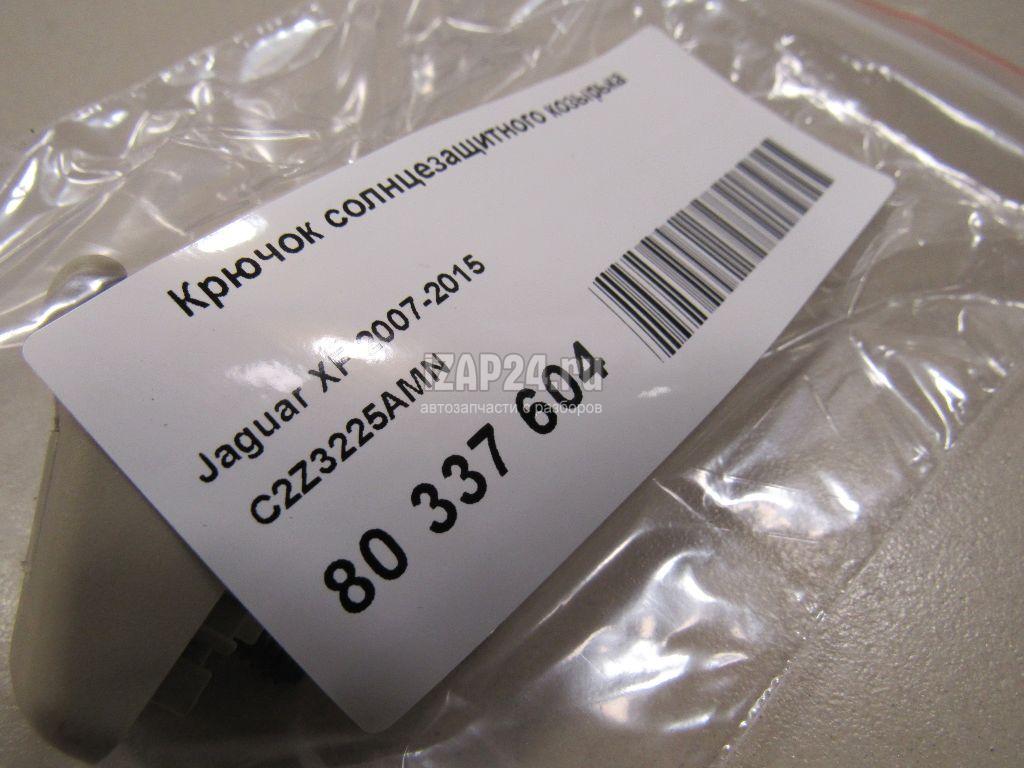 Крючок солнцезащитного козырька
Jaguar XF 2007-2015
C2Z3225AMN
80 337 604
iZAP24.ru
автозапчасти с разборов